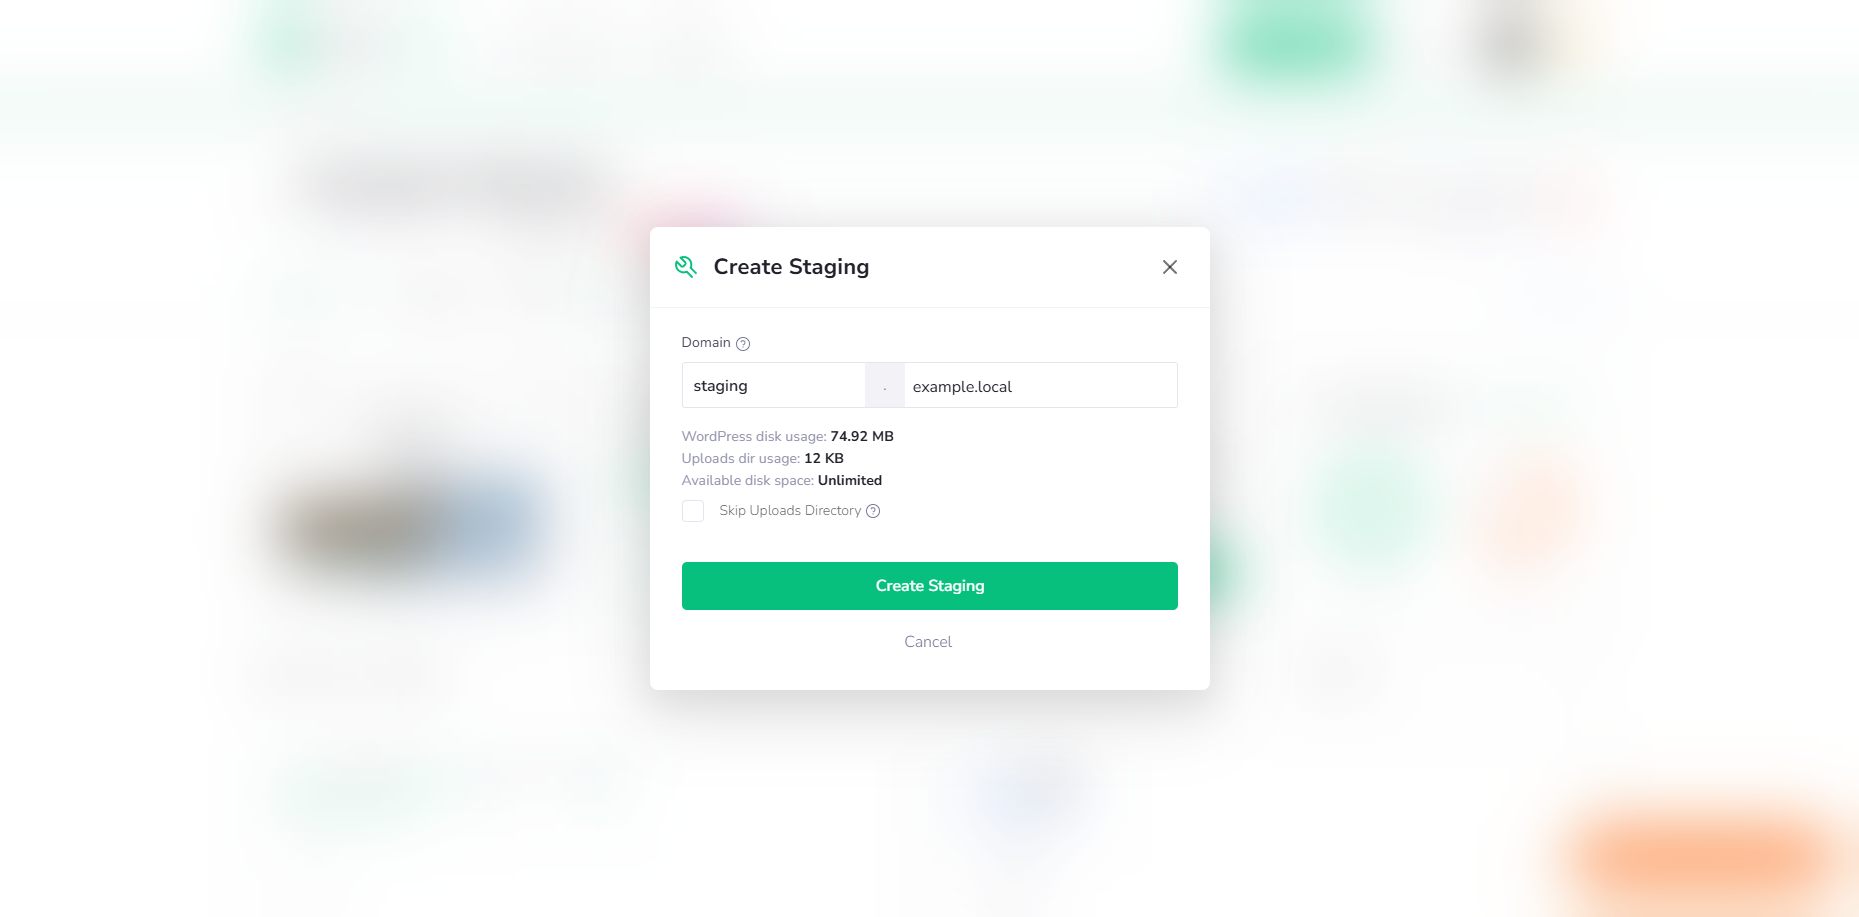 Create Staging
Domain ?
staging . example.local
WordPress disk usage: 74.92 MB
Uploads dir usage: 12 KB
Available disk space: Unlimited
Skip Uploads Directory ?
Create Staging
Cancel